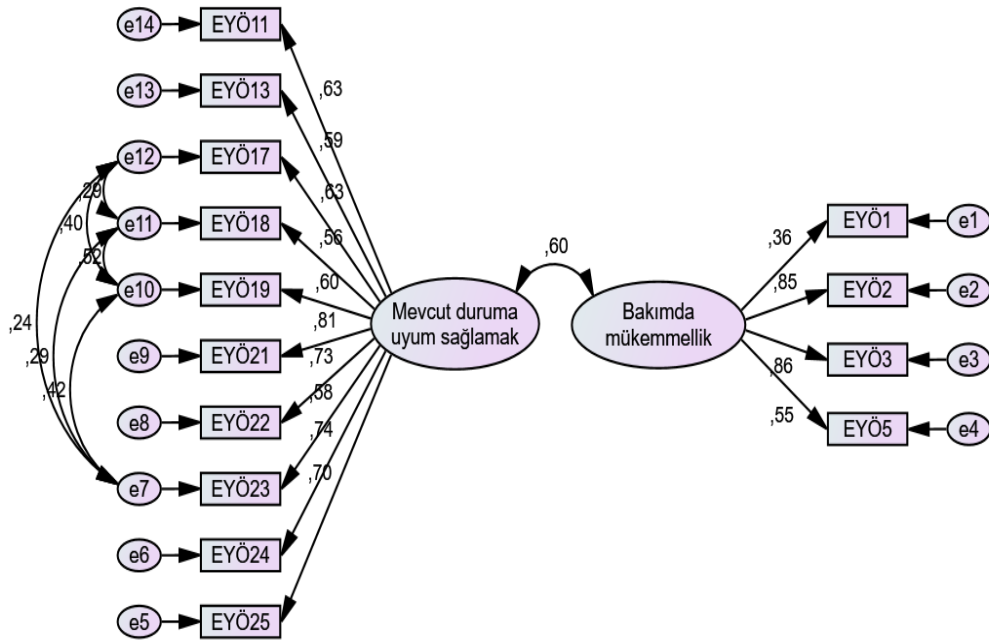 e14
EYÖ11
,63
e13
EYÖ13
,59
e12
EYÖ17
,63
,29
e11
EYÖ18
,56
,40
,52
e10
EYÖ19
,60
,24
,29
,42
e9
EYÖ21
,81
e8
EYÖ22
,73
e7
EYÖ23
,58
e6
EYÖ24
,74
e5
EYÖ25
,70
Mevcut duruma
uyum sağlamak
,60
Bakımda
mükemmellik
,36
EYÖ1
e1
,85
EYÖ2
e2
,86
EYÖ3
e3
,55
EYÖ5
e4